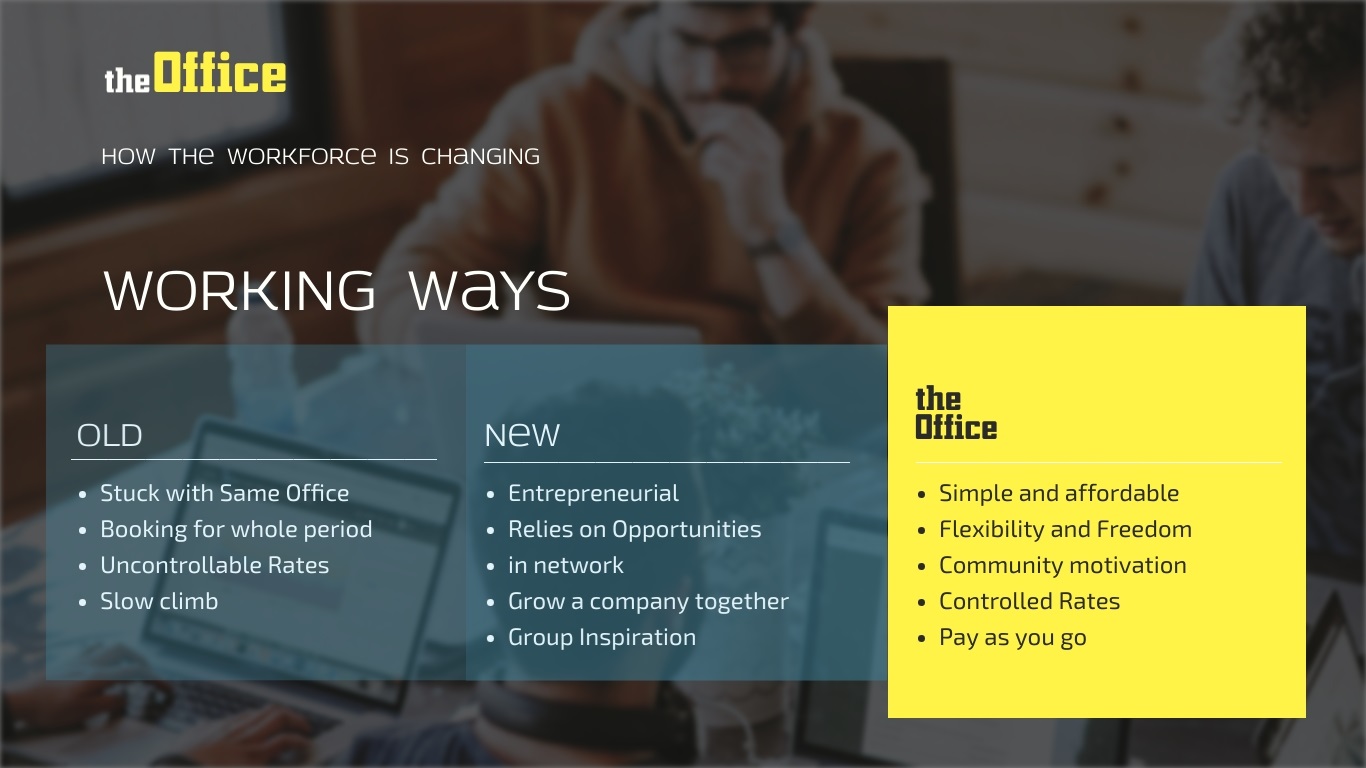 the Office
HOW THE WORKFORCE IS CHANGING
WORKING WAYS
OLD
• Stuck with Same Office
• Booking for whole period
• Uncontrollable Rates
• Slow climb
NEW
• Entrepreneurial
• Relies on Opportunities
• in network
• Grow a company together
• Group Inspiration
the
Office
• Simple and affordable
• Flexibility and Freedom
• Community motivation
• Controlled Rates
• Pay as you go